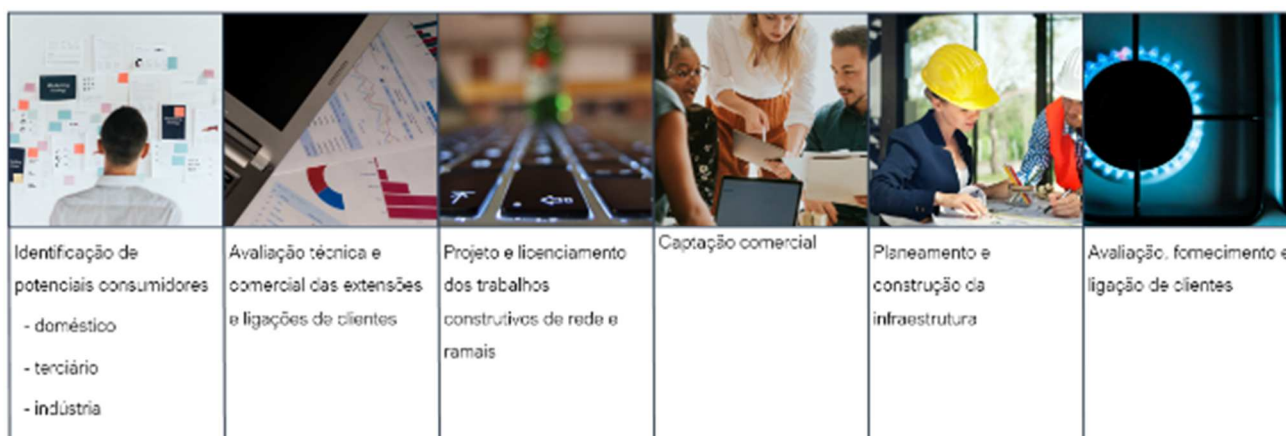 Identificação de
potenciais consumidores
- doméstico
- terciário
- indústria
Avaliação técnica e
comercial das extensões
e ligações de clientes
Projeto e licenciamento
dos trabalhos
construtivos de rede e
ramais
Captação comercial
Planeamento e
construção da
infraestrutura
Avaliação, fornecimento e
ligação de clientes